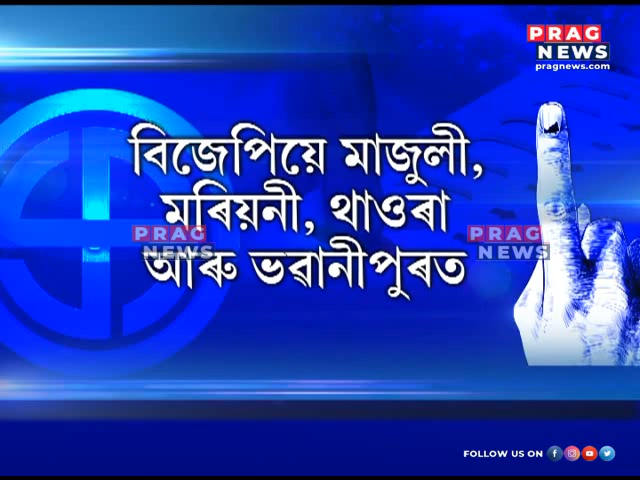 PRAG
NEWS
pragnews.com
বিজেপিয়ে মাজুলী,
মৰিয়নী, থাওৰা
PRAG
NEWS
PRAG
NEWS
আৰু ভৱানীপুৰত
FOLLOW US ON